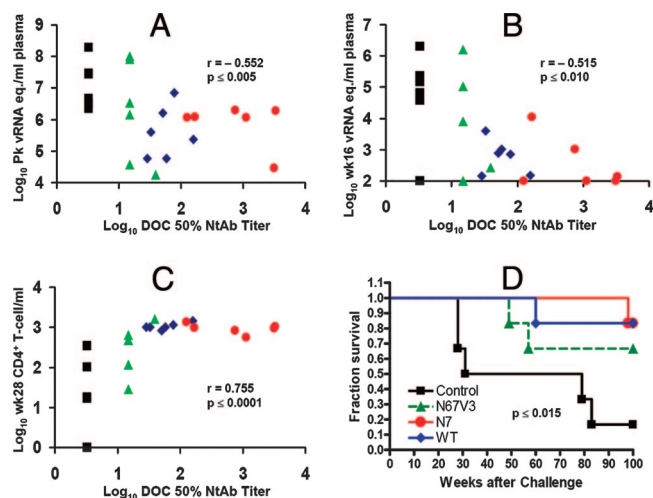 A
Log10 Pk vRNA eq./ml plasma
9
8
7
6
5
4
r = – 0.552
p ≤ 0.005
0 1 2 3 4
Log10 DOC 50% NtAb Titer
B
Log10 wk16 vRNA eq./ml plasma
7
6
5
4
3
2
r = – 0.515
p ≤ 0.010
0 1 2 3 4
Log10 DOC 50% NtAb Titer
C
Log10 wk28 CD4+ T-cell/ml
4
3
2
1
0
r = 0.755
p ≤ 0.0001
0 1 2 3 4
Log10 DOC 50% NtAb Titer
D
Fraction survival
1.1
1.0
0.9
0.8
0.7
0.6
0.5
0.4
0.3
0.2
0.1
0.0
Control
N67V3
N7
WT
p ≤ 0.015
0 10 20 30 40 50 60 70 80 90 100
Weeks after Challenge